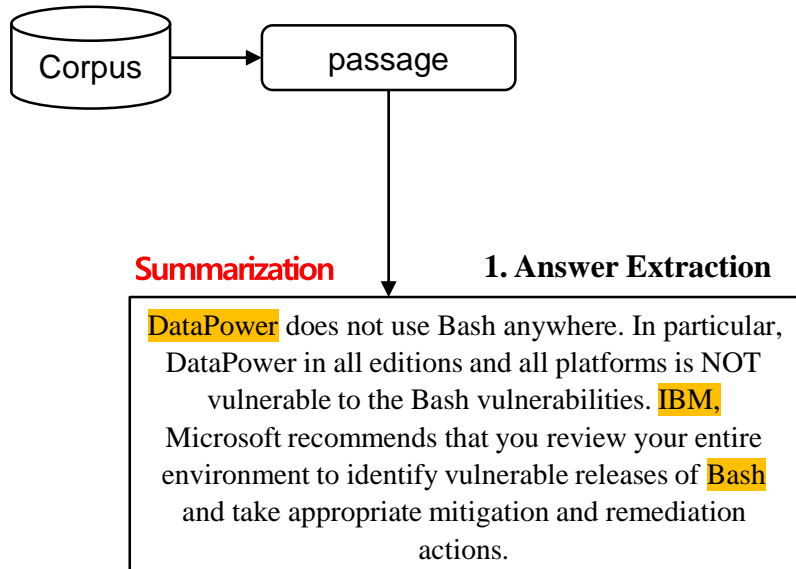 Corpus
passage
Summarization
1. Answer Extraction
DataPower does not use Bash anywhere. In particular,
DataPower in all editions and all platforms is NOT
vulnerable to the Bash vulnerabilities. IBM,
Microsoft recommends that you review your entire
environment to identify vulnerable releases of Bash
and take appropriate mitigation and remediation
actions.